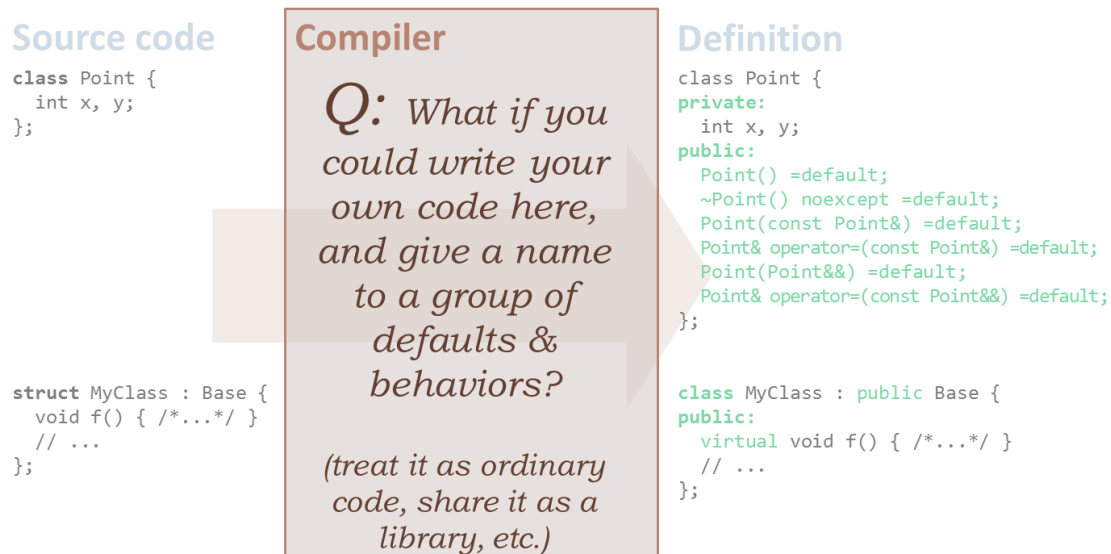 Source code
class Point {
  int x, y;
};
struct MyClass : Base {
  void f() { /*...*/ }
  // ...
};
Compiler
Q: What if you
could write your
own code here,
and give a name
to a group of
defaults &
behaviors?
(treat it as ordinary
code, share it as a
library, etc.)
Definition
class Point {
private:
  int x, y;
public:
  Point() =default;
  ~Point() noexcept =default;
  Point(const Point&) =default;
  Point& operator=(const Point&) =default;
  Point(Point&&) =default;
  Point& operator=(const Point&&) =default;
};
class MyClass : public Base {
public:
  virtual void f() { /*...*/ }
  // ...
};